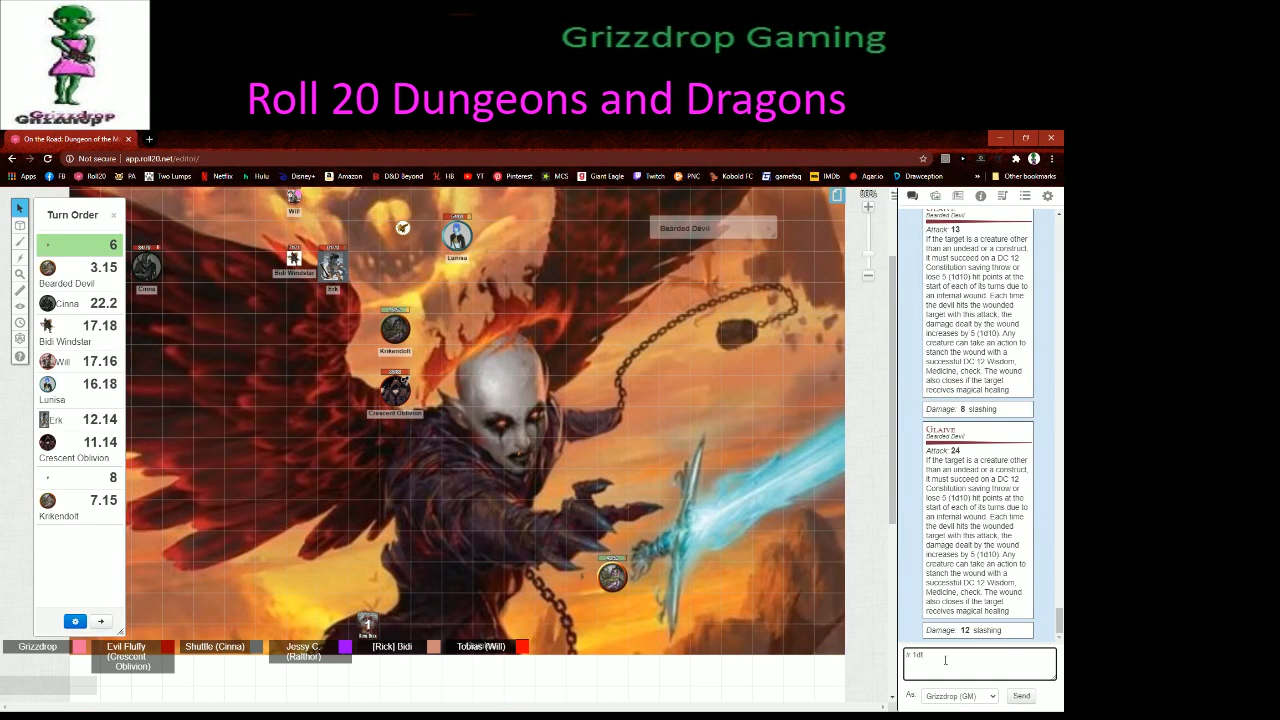 Grizzdrop Gaming
Roll 20 Dungeons and Dragons
Grizzdrop
Grizzdrop
On the Road: Dungeon of the M
Not secure | app.roll20.net/editor/
Apps FB Roll20 PA Two Lumps Netflix Hulu Disney+ Amazon D&D Beyond HB YT Pinterest MCS Giant Eagle Twitch PNC Kobold FC gamefaq IMDb Agar.io Drawception » Other bookmarks
Turn Order
6
3.15
Bearded Devil
Cinna 22.2
17.18
Bidi Windstar
Will 17.16
16.18
Lunisa
Erk 12.14
11.14
Crescent Oblivion
8
7.15
Krikendolt
Will
Lunisa
Bearded Devil
Bidi Windstar
Cinna
Erk
Krikendolt
Crescent Oblivion
1
Grizzdrop
Evil Fluffy (Crescent Oblivion)
Shuttle (Cinna)
Jessy C. (Ralthor)
[Rick] Bidi
Tobias (Will)
Bearded Devil
Attack: 13
If the target is a creature other
than an undead or a construct,
it must succeed on a DC 12
Constitution saving throw or
lose 5 (1d10) hit points at the
start of each of its turns due to
an infernal wound. Each time
the devil hits the wounded
target with this attack, the
damage dealt by the wound
increases by 5 (1d10). Any
creature can take an action to
stanch the wound with a
successful DC 12 Wisdom,
Medicine, check. The wound
also closes if the target
receives magical healing
Damage: 8 slashing
Glaive
Bearded Devil
Attack: 24
If the target is a creature other
than an undead or a construct,
it must succeed on a DC 12
Constitution saving throw or
lose 5 (1d10) hit points at the
start of each of its turns due to
an infernal wound. Each time
the devil hits the wounded
target with this attack, the
damage dealt by the wound
increases by 5 (1d10). Any
creature can take an action to
stanch the wound with a
successful DC 12 Wisdom,
Medicine, check. The wound
also closes if the target
receives magical healing
Damage: 12 slashing
As: Grizzdrop (GM) Send